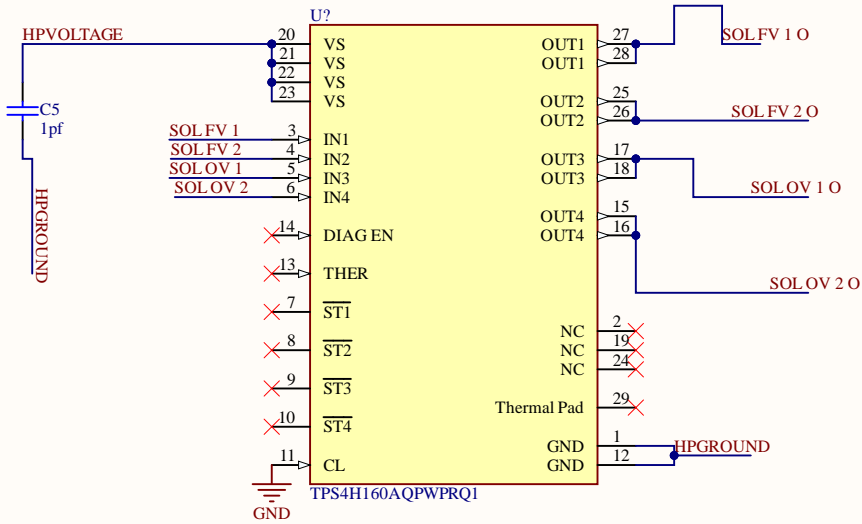 U?
HPVOLTAGE
C5
1pf
HPGROUND
20 VS
21 VS
22 VS
23 VS
SOL FV 1 3 IN1
SOL FV 2 4 IN2
SOL OV 1 5 IN3
SOL OV 2 6 IN4
14 DIAG EN
13 THER
7 ST1
8 ST2
9 ST3
10 ST4
11 CL
GND
OUT1 27 SOL FV 1 O
OUT1 28
OUT2 25
OUT2 26 SOL FV 2 O
OUT3 17
OUT3 18 SOL OV 1 O
OUT4 15
OUT4 16
SOL OV 2 O
NC 2
NC 19
NC 24
Thermal Pad 29
GND 1
GND 12
HPGROUND
TPS4H160AQPWPRQ1